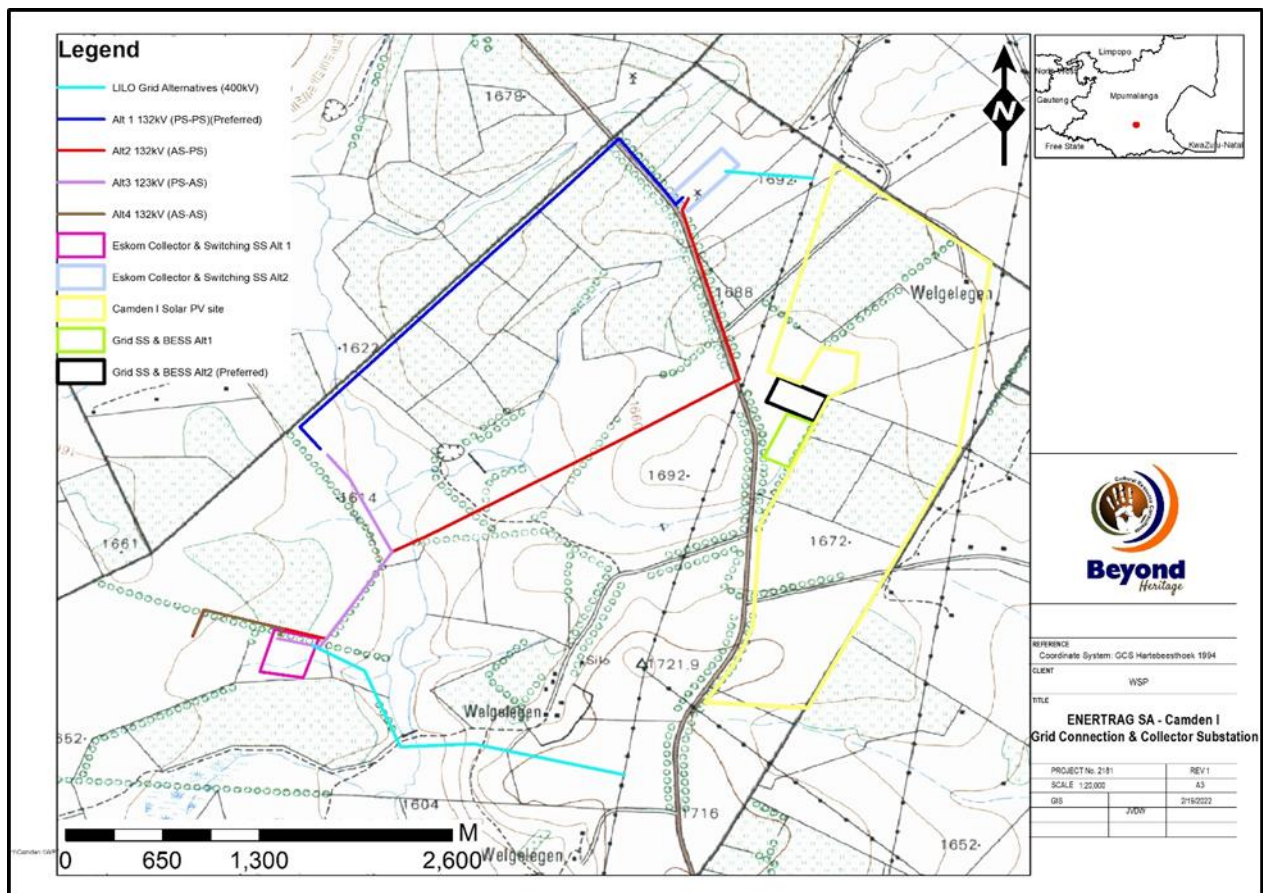 Legend
LILO Grid Alternatives (400kV)
Alt 1 132kV (PS-PS)(Preferred)
Alt2 132kV (AS-PS)
Alt3 123kV (PS-AS)
Alt4 132kV (AS-AS)
Eskom Collector & Switching SS Alt 1
Eskom Collector & Switching SS Alt2
Camden I Solar PV site
Grid SS & BESS Alt1
Grid SS & BESS Alt2 (Preferred)
1678
1692
1688
Welgelegen
1622
1660
1692
1614
1661
1672
Silo
1721.9
Welgelegen
1652
1604
1716
Welgelegen
1652
M
0 650 1,300 2,600
N
Limpopo
North West
Gauteng
Mpumalanga
Free State
KwaZulu-Natal
Beyond
Heritage
REFERENCE
Coordinate System: GCS Hartebeesthoek 1994
CLIENT
WSP
TITLE
ENERTRAG SA - Camden I
Grid Connection & Collector Substation
PROJECT No. 2181 REV 1
SCALE 1:20,000 A3
GIS JVDW 2/16/2022